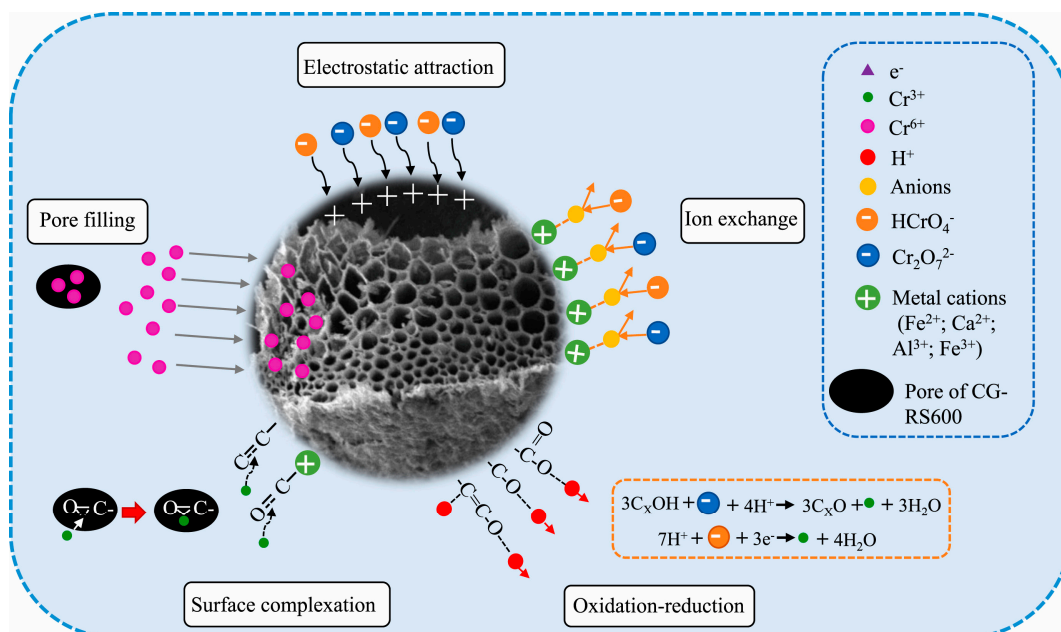 Electrostatic attraction
Pore filling
Ion exchange
e⁻
Cr³⁺
Cr⁶⁺
H⁺
Anions
HCrO₄⁻
Cr₂O₇²⁻
Metal cations
(Fe²⁺; Ca²⁺;
Al³⁺; Fe³⁺)
Pore of CG-
RS600
C=C
O=C
O=C-
O=C-
C=C-O
C-O
C-O
O
3CₓOH + - + 4H⁺ → 3CₓO + + 3H₂O
7H⁺ + - + 3e⁻ → + 4H₂O
Surface complexation
Oxidation-reduction